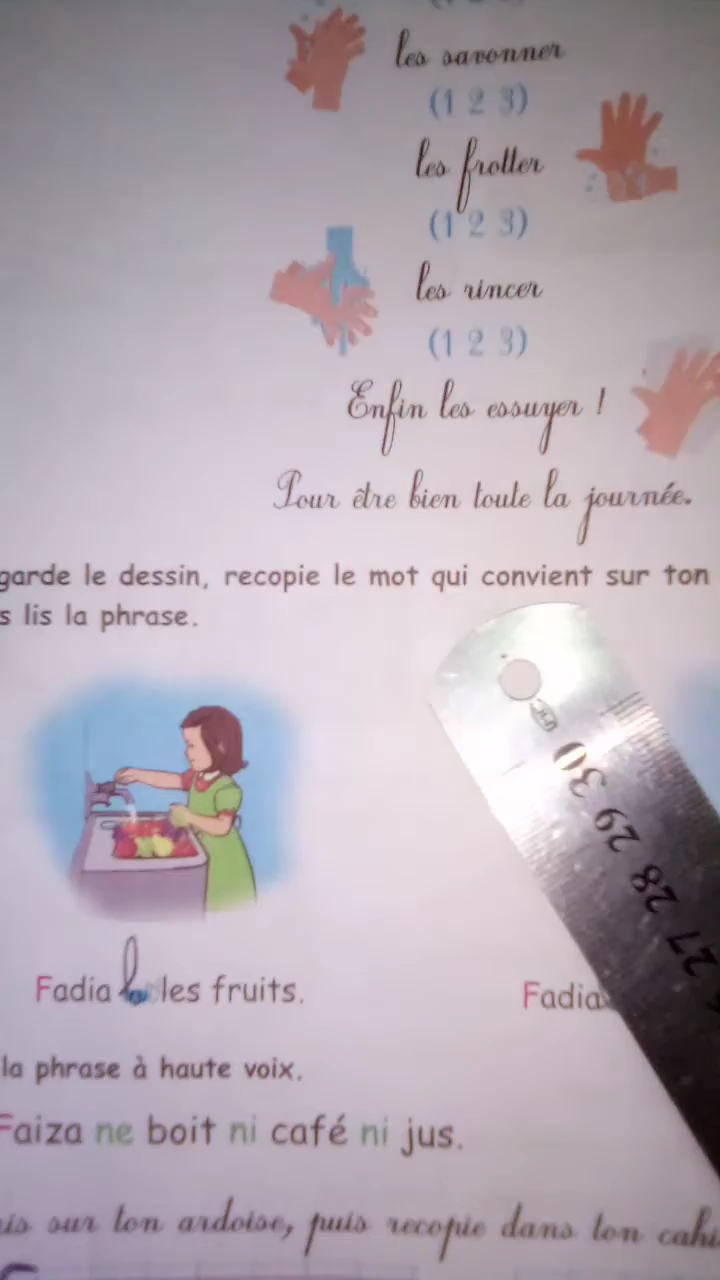 les savonner
(1 2 3)
les frotter
(1 2 3)
les rincer
(1 2 3)
Enfin les essuyer !
Pour être bien toute la journée.
garde le dessin, recopie le mot qui convient sur ton
s lis la phrase.
30 29 28 27
Fadia les fruits.
Fadia
la phrase à haute voix.
Faiza ne boit ni café ni jus.
is sur ton ardoise, puis recopie dans ton cahi